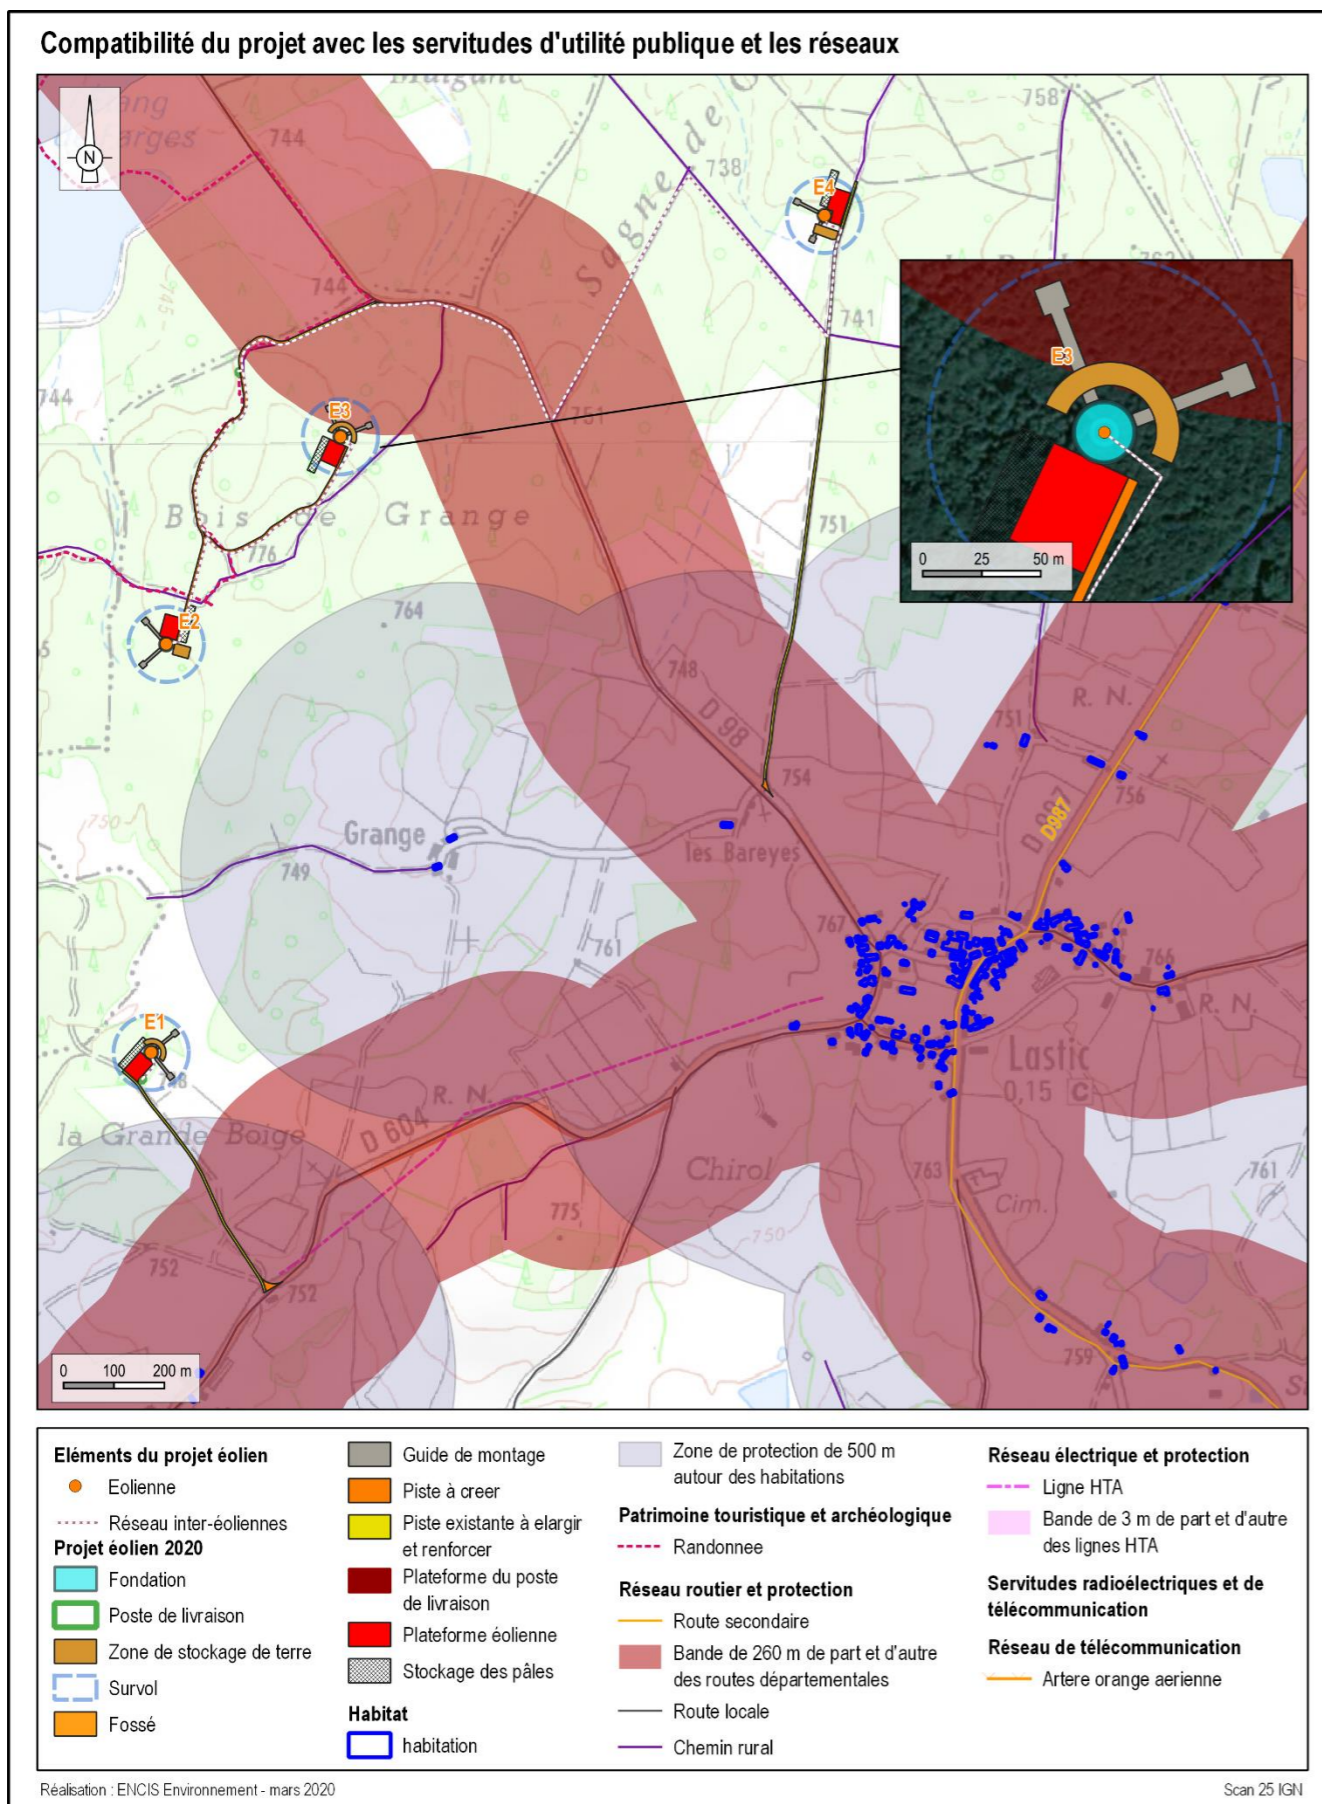 Compatibilité du projet avec les servitudes d'utilité publique et les réseaux
N
744
758
738
E4
744
745
741
E3
E3
0 25 50 m
744
751
Sagne de
Bois de Grange
751
776
764
E2
748
D 98
751
R. N.
754
756
D 987
D987
750
Grange
749
les Bareyes
767
761
766
R. N.
E1
Lastic
0,15 C
R. N.
D 604
la Grande Boige
Chirol
763
761
Cim.
775
750
752
752
759
0 100 200 m
Eléments du projet éolien
Eolienne
Réseau inter-éoliennes
Projet éolien 2020
Fondation
Poste de livraison
Zone de stockage de terre
Survol
Fossé
Guide de montage
Piste à creer
Piste existante à elargir
et renforcer
Plateforme du poste
de livraison
Plateforme éolienne
Stockage des pâles
Habitat
habitation
Zone de protection de 500 m
autour des habitations
Patrimoine touristique et archéologique
Randonnee
Réseau routier et protection
Route secondaire
Bande de 260 m de part et d'autre
des routes départementales
Route locale
Chemin rural
Réseau électrique et protection
Ligne HTA
Bande de 3 m de part et d'autre
des lignes HTA
Servitudes radioélectriques et de
télécommunication
Réseau de télécommunication
Artere orange aerienne
Réalisation : ENCIS Environnement - mars 2020
Scan 25 IGN